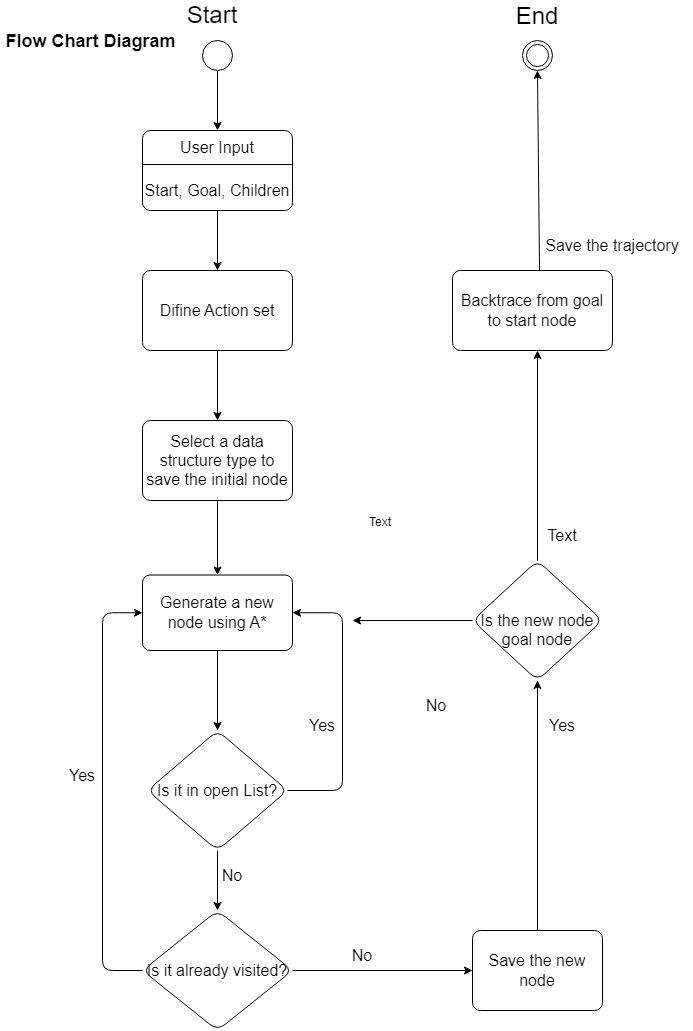 Start
End
Flow Chart Diagram
User Input
Start, Goal, Children
Save the trajectory
Difine Action set
Backtrace from goal
to start node
Select a data
structure type to
save the initial node
Text
Text
Generate a new
node using A*
Is the new node
goal node
No
Yes
Yes
Yes
Is it in open List?
No
Is it already visited?
No
Save the new
node